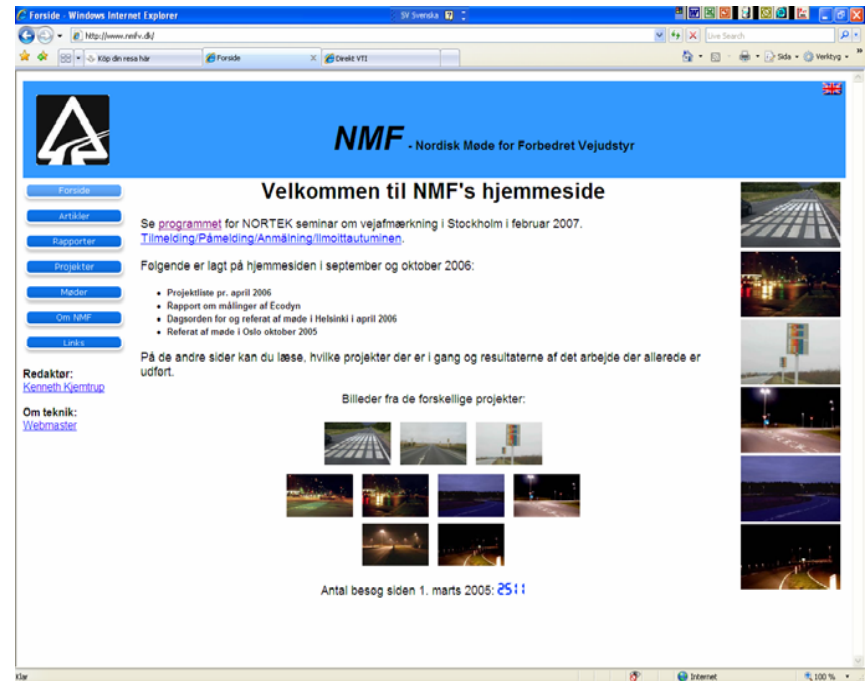 Forside - Windows Internet Explorer
SV Svenska
http://www.nmfv.dk/
Live Search
Köp din resa här
Forside
Direkt VTI
Sida
Verktyg
NMF - Nordisk Møde for Forbedret Vejudstyr
Forside
Artikler
Rapporter
Projekter
Møder
Om NMF
Links
Redaktør:
Kenneth Kjemtrup
Om teknik:
Webmaster
Velkommen til NMF's hjemmeside
Se programmet for NORTEK seminar om vejafmærkning i Stockholm i februar 2007.
Tilmelding/Påmelding/Anmälning/Ilmoittautuminen.
Følgende er lagt på hjemmesiden i september og oktober 2006:
Projektliste pr. april 2006
Rapport om målinger af Ecodyn
Dagsorden for og referat af møde i Helsinki i april 2006
Referat af møde i Oslo oktober 2005
På de andre sider kan du læse, hvilke projekter der er i gang og resultaterne af det arbejde der allerede er
udført.
Billeder fra de forskellige projekter:
Antal besøg siden 1. marts 2005: 2511
Klar
Internet
100 %